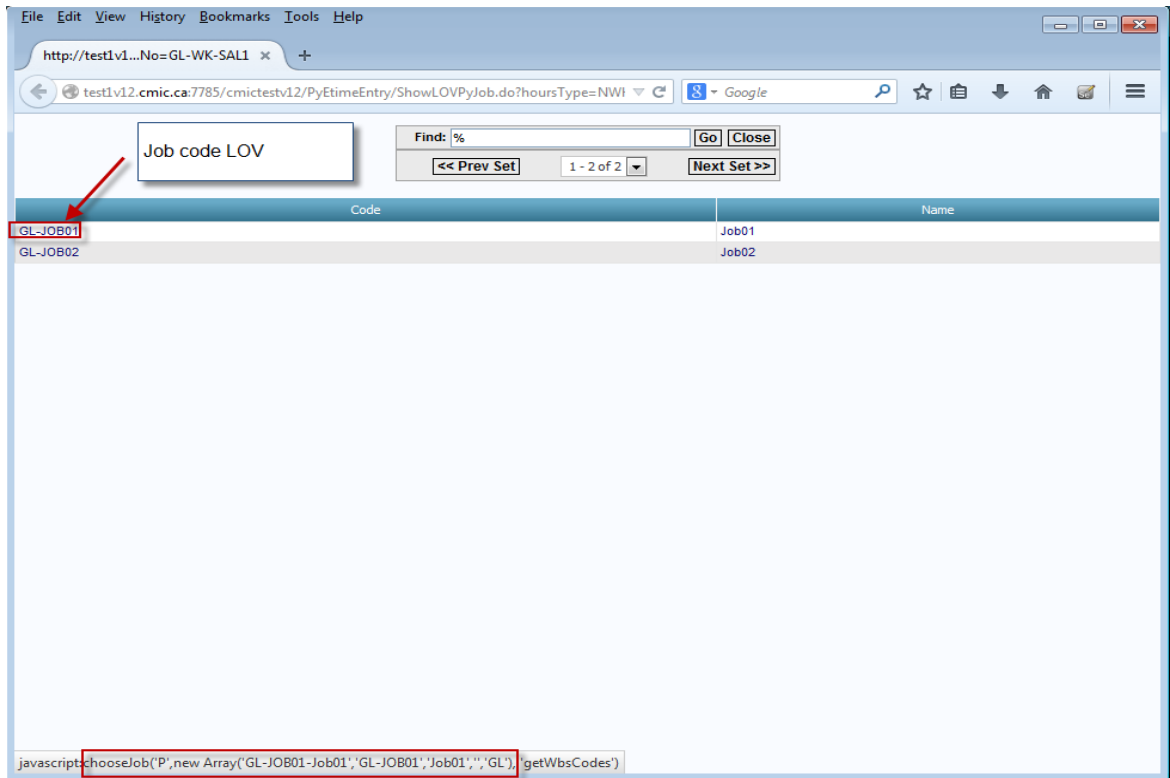 File Edit View History Bookmarks Tools Help
http://test1v1...No=GL-WK-SAL1 × +
test1v12.cmic.ca:7785/cmictestv12/PyEtimeEntry/ShowLOVPyJob.do?hoursType=NWH Google
Job code LOV
Find: % Go Close
<< Prev Set 1 - 2 of 2 Next Set >>
Code Name
GL-JOB01 Job01
GL-JOB02 Job02
javascript:chooseJob('P',new Array('GL-JOB01-Job01','GL-JOB01','Job01','','GL'), 'getWbsCodes')